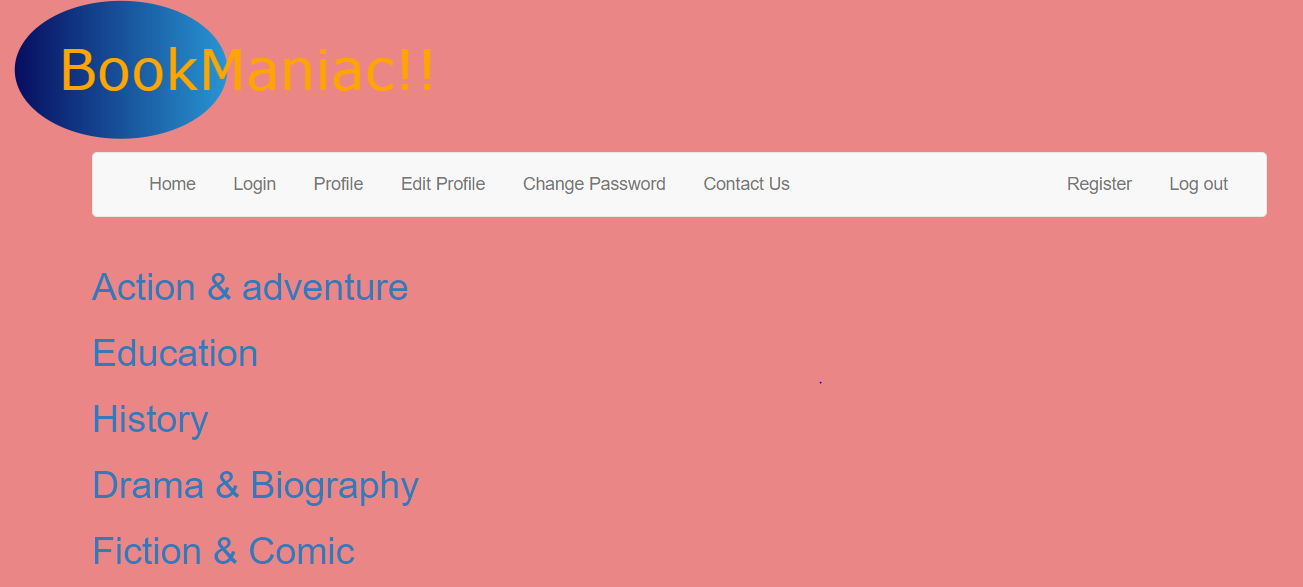 BookManiac!!
Home Login Profile Edit Profile Change Password Contact Us Register Log out
Action & adventure
Education
History
Drama & Biography
Fiction & Comic